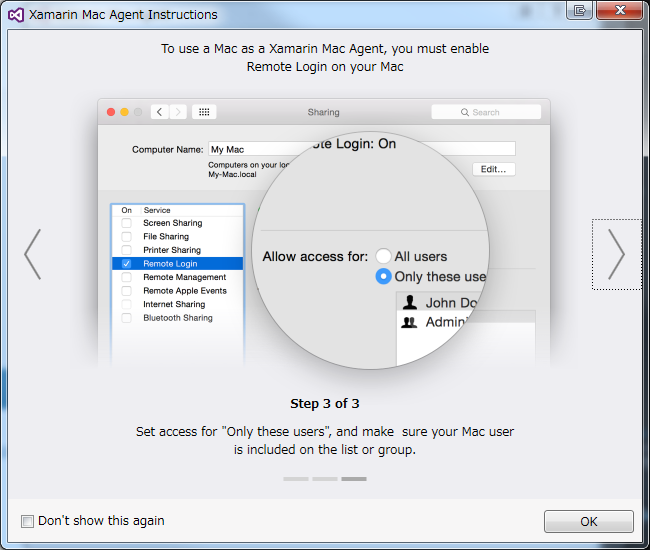 Xamarin Mac Agent Instructions
To use a Mac as a Xamarin Mac Agent, you must enable
Remote Login on your Mac
Sharing
Search
Computer Name: My Mac
Computers on your
My-Mac.local
Edit...
Login: On
On Service
Screen Sharing
File Sharing
Printer Sharing
Remote Login
Remote Management
Remote Apple Events
Internet Sharing
Bluetooth Sharing
Allow access for: All users
Only these use
John Do
Admini
Step 3 of 3
Set access for "Only these users", and make sure your Mac user
is included on the list or group.
Don't show this again
OK